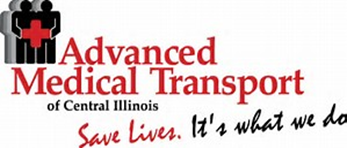 Advanced
Medical Transport
of Central Illinois
Save Lives. It's what we do